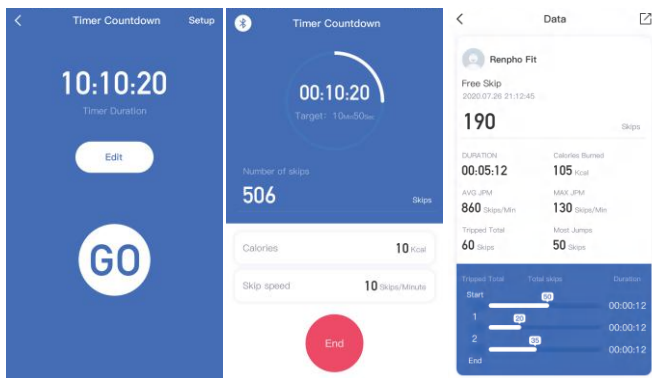 Timer Countdown
Setup
10:10:20
Timer Duration
Edit
GO
Timer Countdown
00:10:20
Target: 10Min50Sec
Number of skips
506
Skips
Calories
10 Kcal
Skip speed
10 Skips/Minute
End
Data
Renpho Fit
Free Skip
2020.07.26 21:12:45
190
Skips
DURATION
Calories Burned
00:05:12
105 Kcal
AVG JPM
MAX JPM
860 Skips/Min
130 Skips/Min
Tripped Total
Most Jumps
60 Skips
50 Skips
Tripped Total
Total skips
Duration
Start
50
00:00:12
1
20
00:00:12
2
35
00:00:12
End